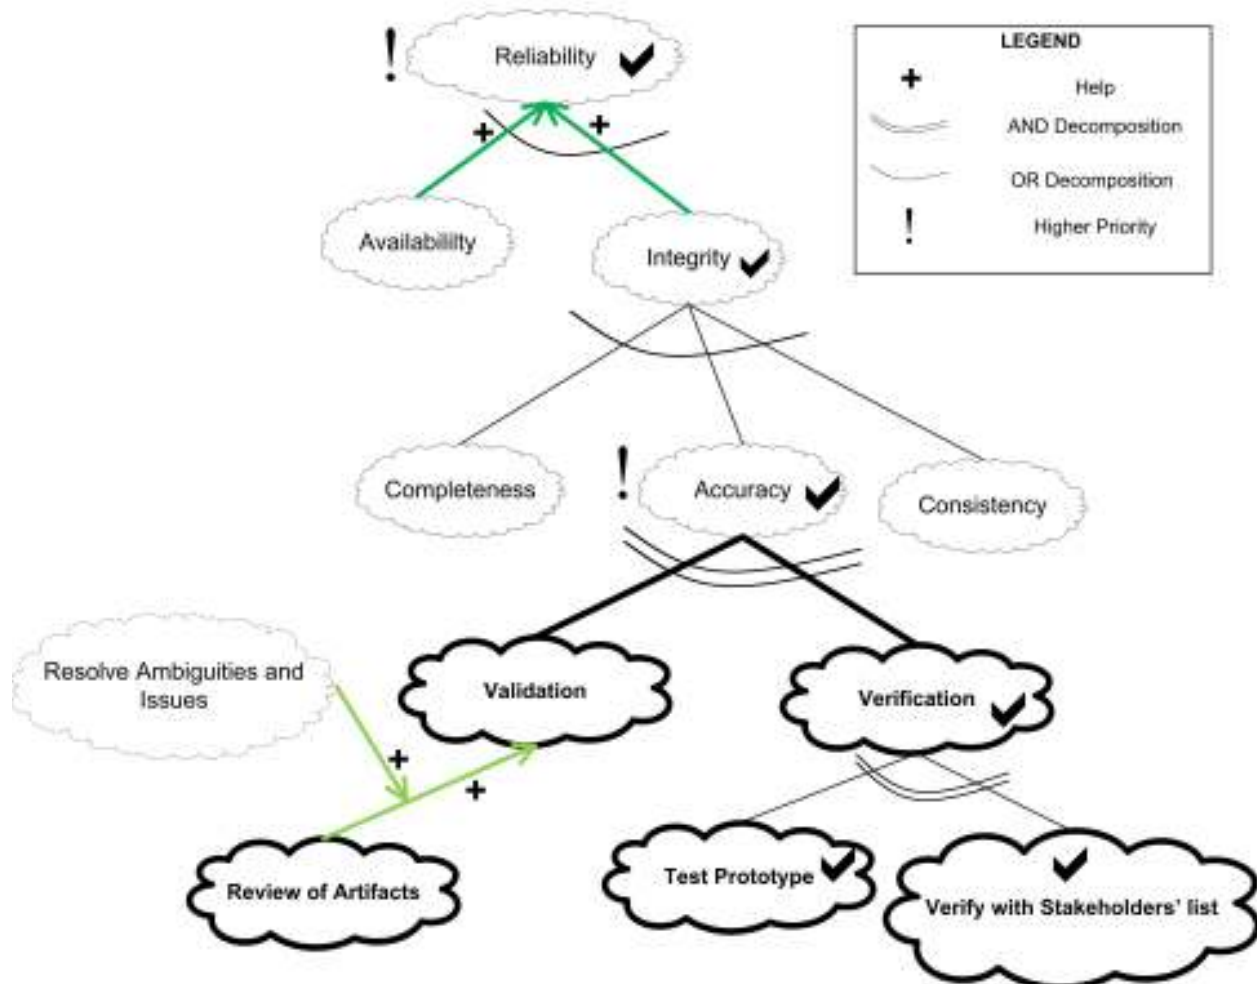 !
Reliability
LEGEND
+
Help
AND Decomposition
OR Decomposition
!
Higher Priority
+
+
Availabililty
Integrity
!
Completeness
Accuracy
Consistency
Resolve Ambiguities and
Issues
Validation
Verification
+
+
Review of Artifacts
Test Prototype
Verify with Stakeholders' list